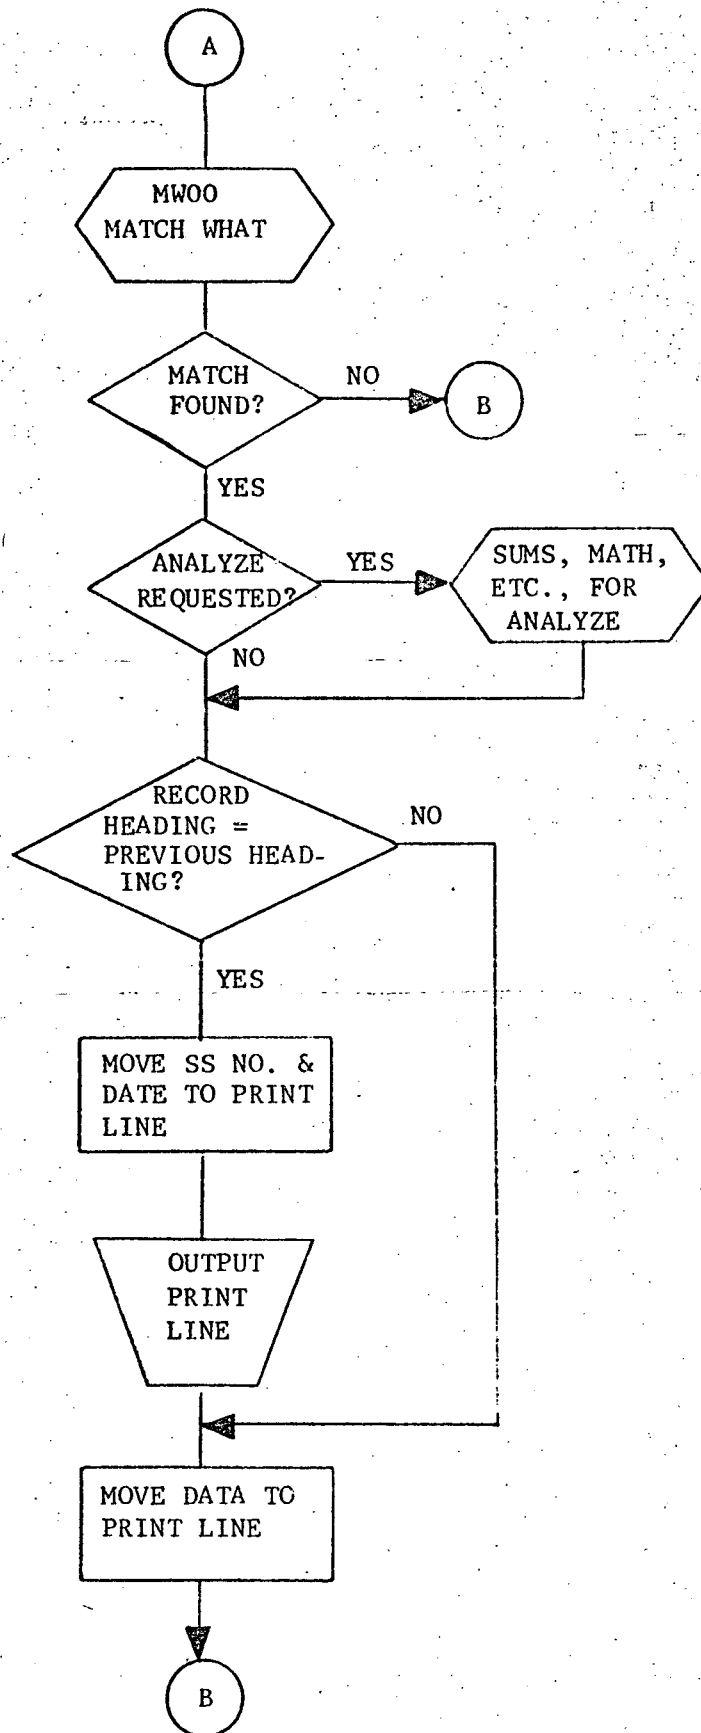 A
MWOO
MATCH WHAT
MATCH
FOUND?
NO
B
YES
ANALYZE
REQUESTED?
YES
SUMS, MATH,
ETC., FOR
ANALYZE
NO
RECORD
HEADING =
PREVIOUS HEAD-
ING?
NO
YES
MOVE SS NO. &
DATE TO PRINT
LINE
OUTPUT
PRINT
LINE
MOVE DATA TO
PRINT LINE
B